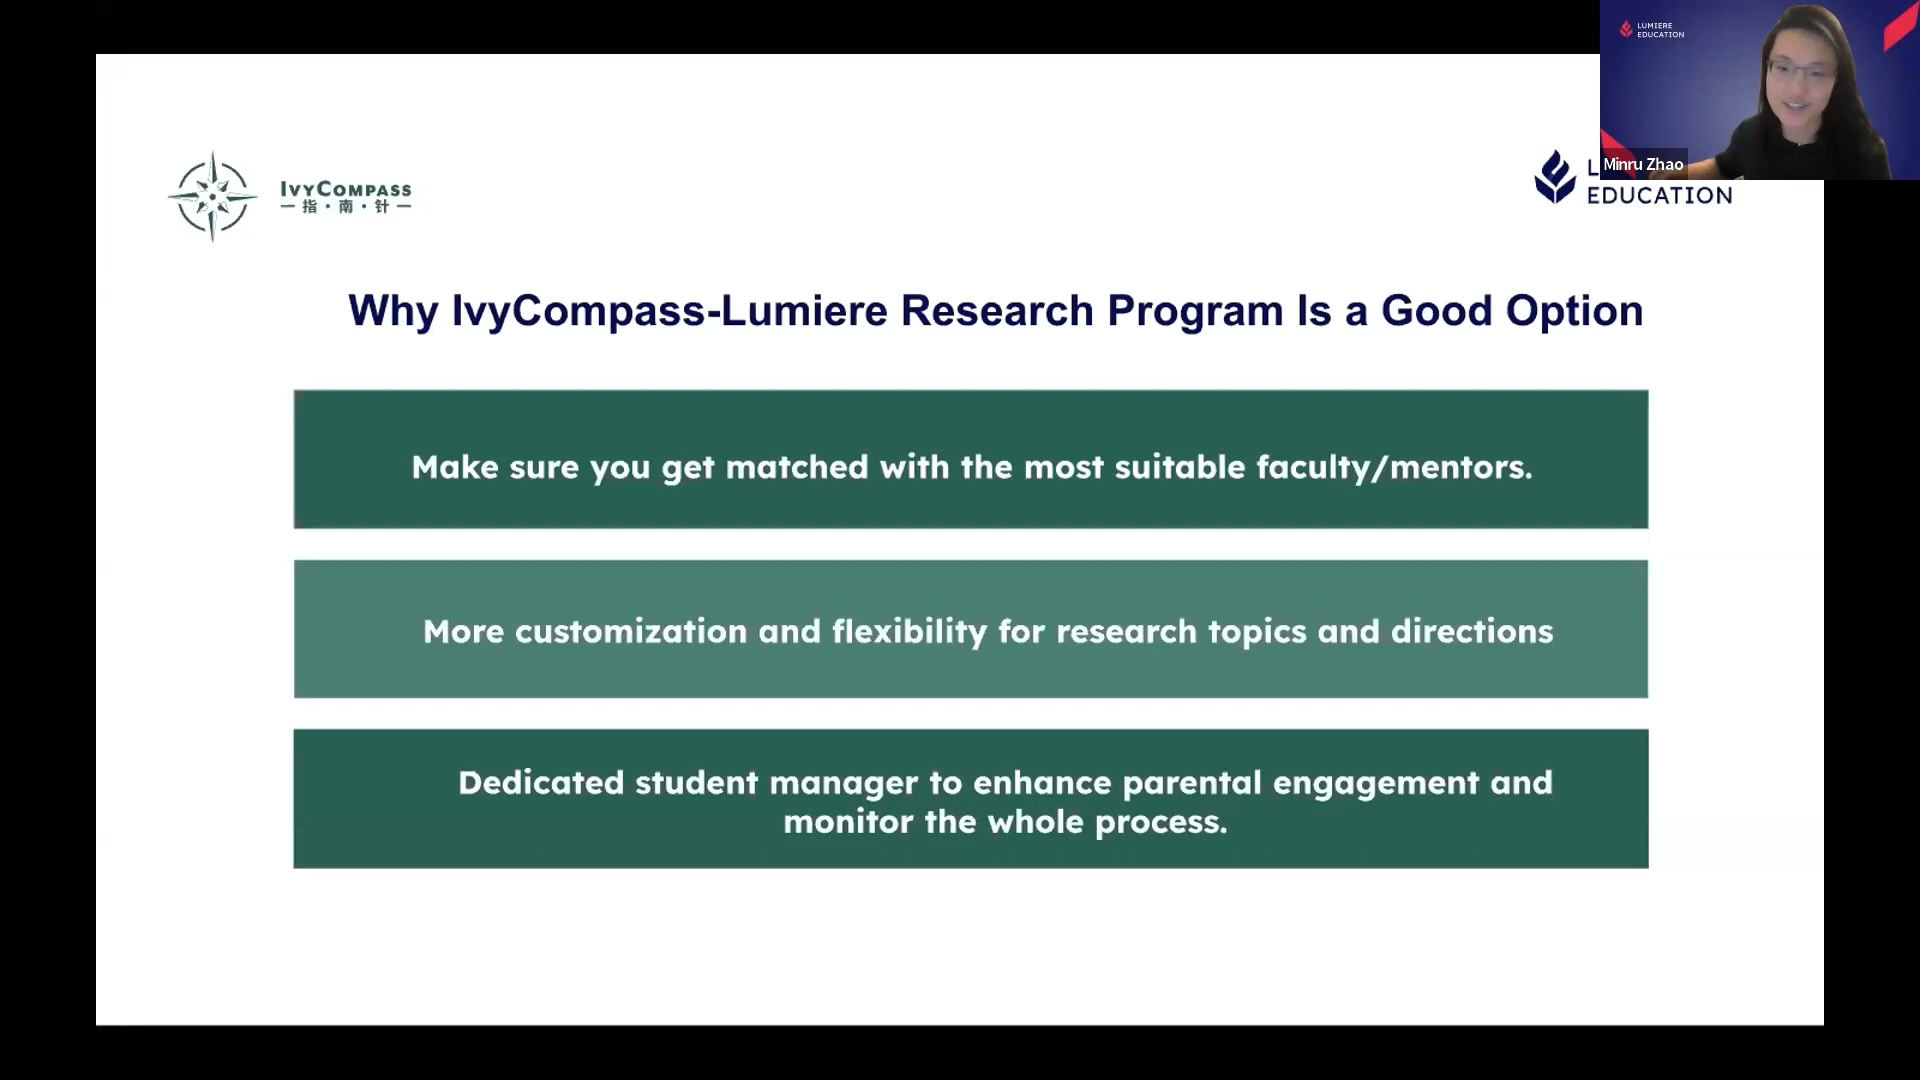 LUMIERE
EDUCATION
Minru Zhao
IVYCOMPASS
指·南·针
L
EDUCATION
Why IvyCompass-Lumiere Research Program Is a Good Option
Make sure you get matched with the most suitable faculty/mentors.
More customization and flexibility for research topics and directions
Dedicated student manager to enhance parental engagement and
monitor the whole process.